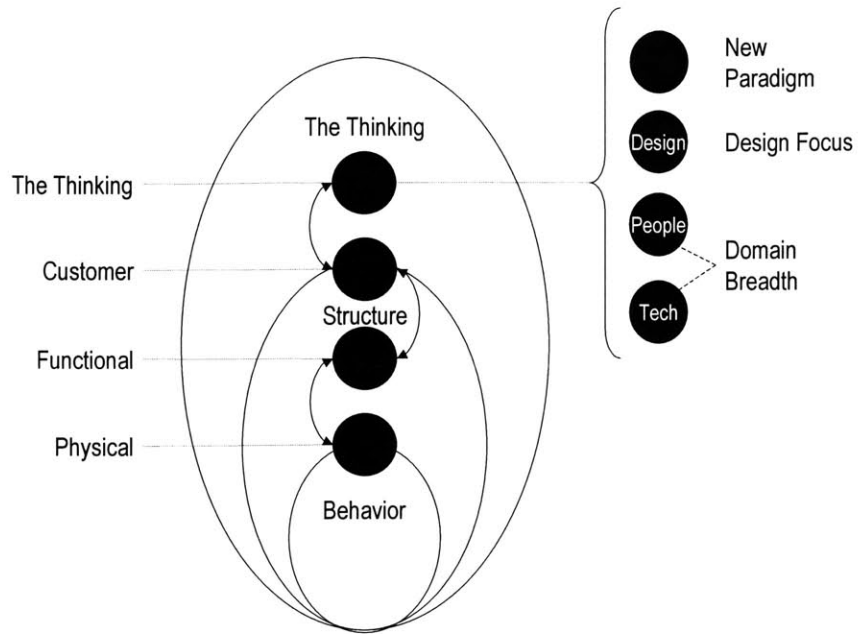 New
Paradigm
The Thinking
Design
Design Focus
The Thinking
People
Domain
Breadth
Customer
Structure
Tech
Functional
Physical
Behavior